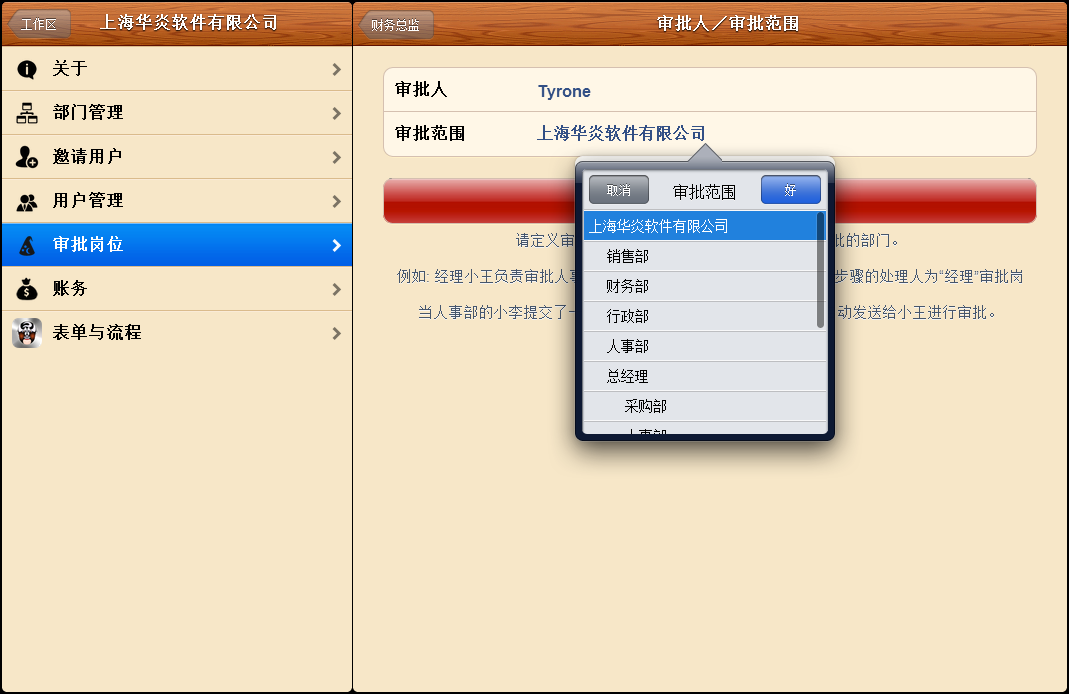 工作区
上海华炎软件有限公司
财务总监
审批人／审批范围
关于
部门管理
邀请用户
用户管理
审批岗位
账务
表单与流程
审批人
Tyrone
审批范围
上海华炎软件有限公司
取消
审批范围
好
上海华炎软件有限公司
销售部
财务部
行政部
人事部
总经理
采购部
请定义审
批的部门。
例如: 经理小王负责审批人事
步骤的处理人为“经理”审批岗
当人事部的小李提交了一
动发送给小王进行审批。